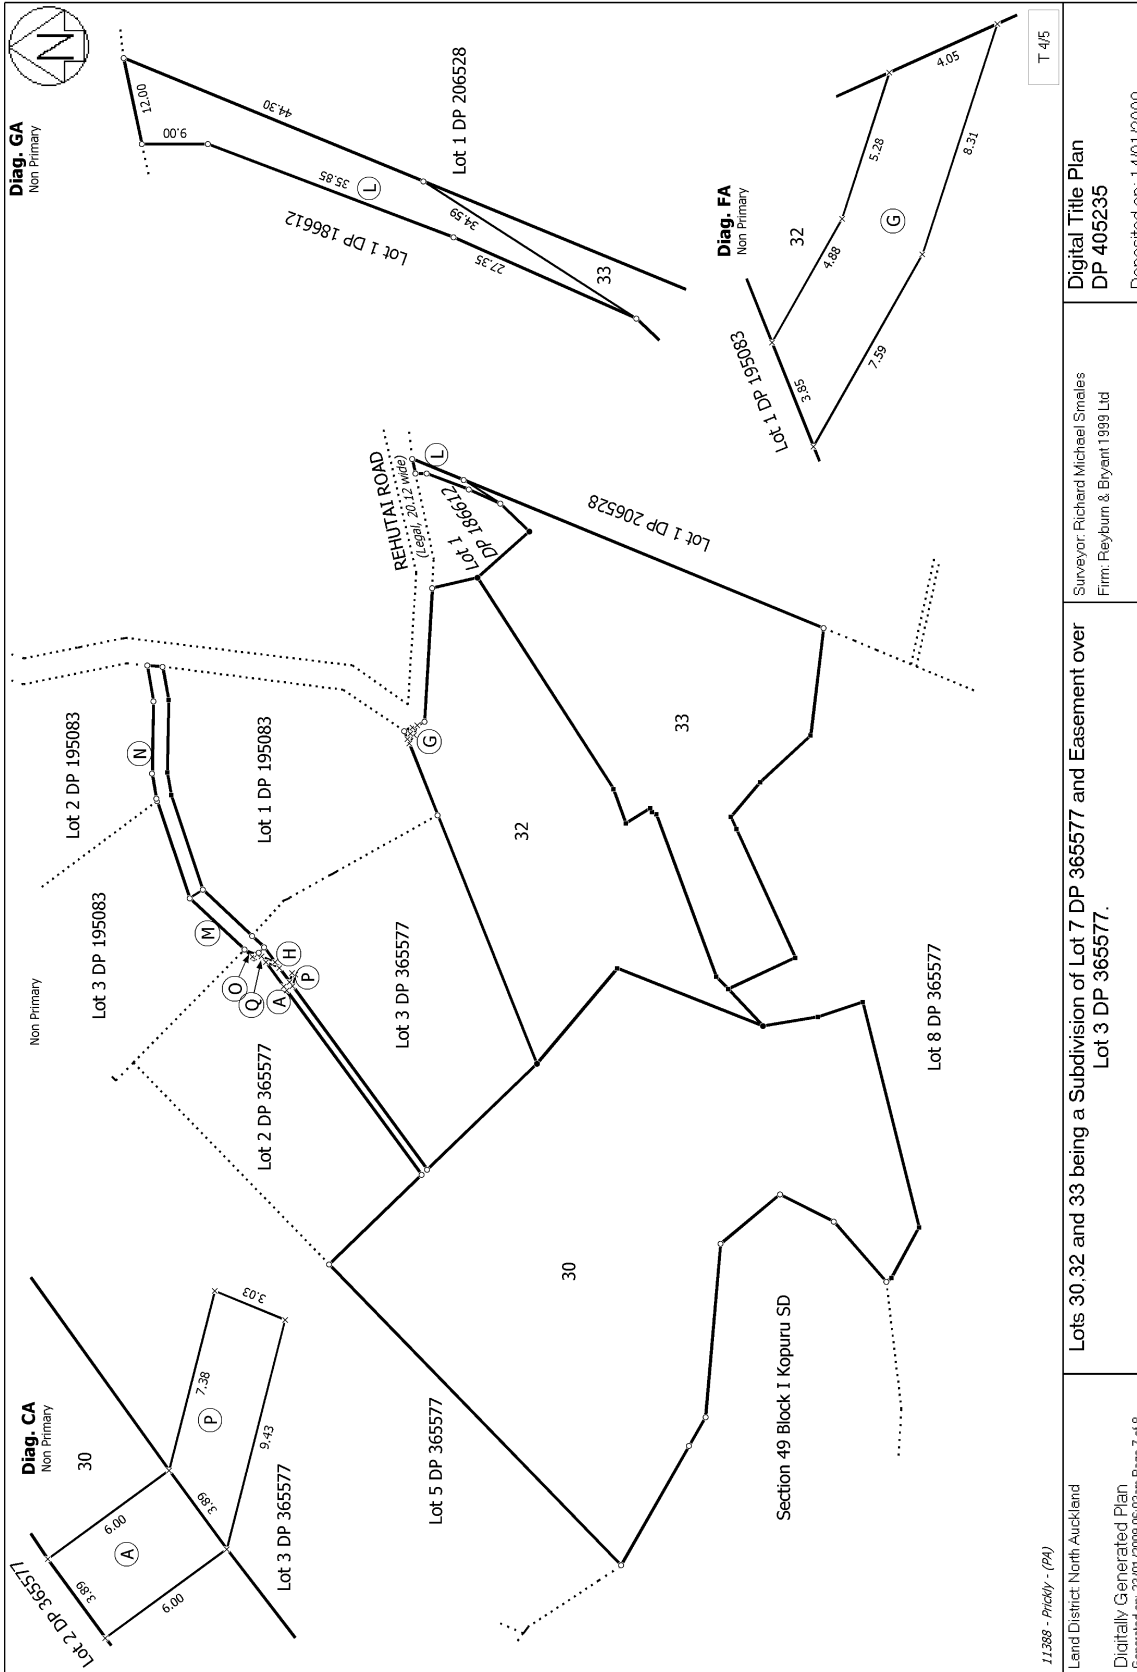 Diag. CA
Non Primary
30
Lot 2 DP 365577
3.89
6.00
A
6.00
3.89
7.38
P
3.03
9.43
Lot 3 DP 365577
Non Primary
Lot 3 DP 195083
Lot 2 DP 195083
N
Lot 1 DP 195083
M
O
Q
A
H
P
Lot 2 DP 365577
Lot 3 DP 365577
REHUTAI ROAD
(Legal, 20.12 wide)
L
Lot 1
DP 186612
G
Lot 1 DP 206528
32
33
30
Lot 5 DP 365577
Section 49 Block I Kopuru SD
Lot 8 DP 365577
Diag. GA
Non Primary
N
12.00
9.00
44.30
35.85
L
Lot 1 DP 186612
34.59
27.35
33
Lot 1 DP 206528
Diag. FA
Non Primary
32
Lot 1 DP 195083
3.85
4.88
5.28
4.05
G
7.59
8.31
11388 - Prickly - (PA)
T 4/5
Land District: North Auckland
Digitally Generated Plan
Lots 30,32 and 33 being a Subdivision of Lot 7 DP 365577 and Easement over
Lot 3 DP 365577.
Surveyor: Richard Michael Smales
Firm: Reyburn & Bryant 1999 Ltd
Digital Title Plan
DP 405235